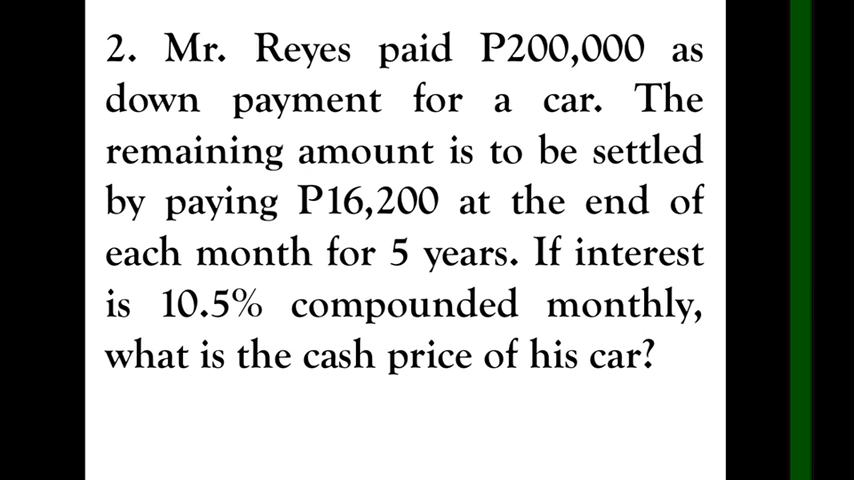 2. Mr. Reyes paid P200,000 as
down payment for a car. The
remaining amount is to be settled
by paying P16,200 at the end of
each month for 5 years. If interest
is 10.5% compounded monthly,
what is the cash price of his car?